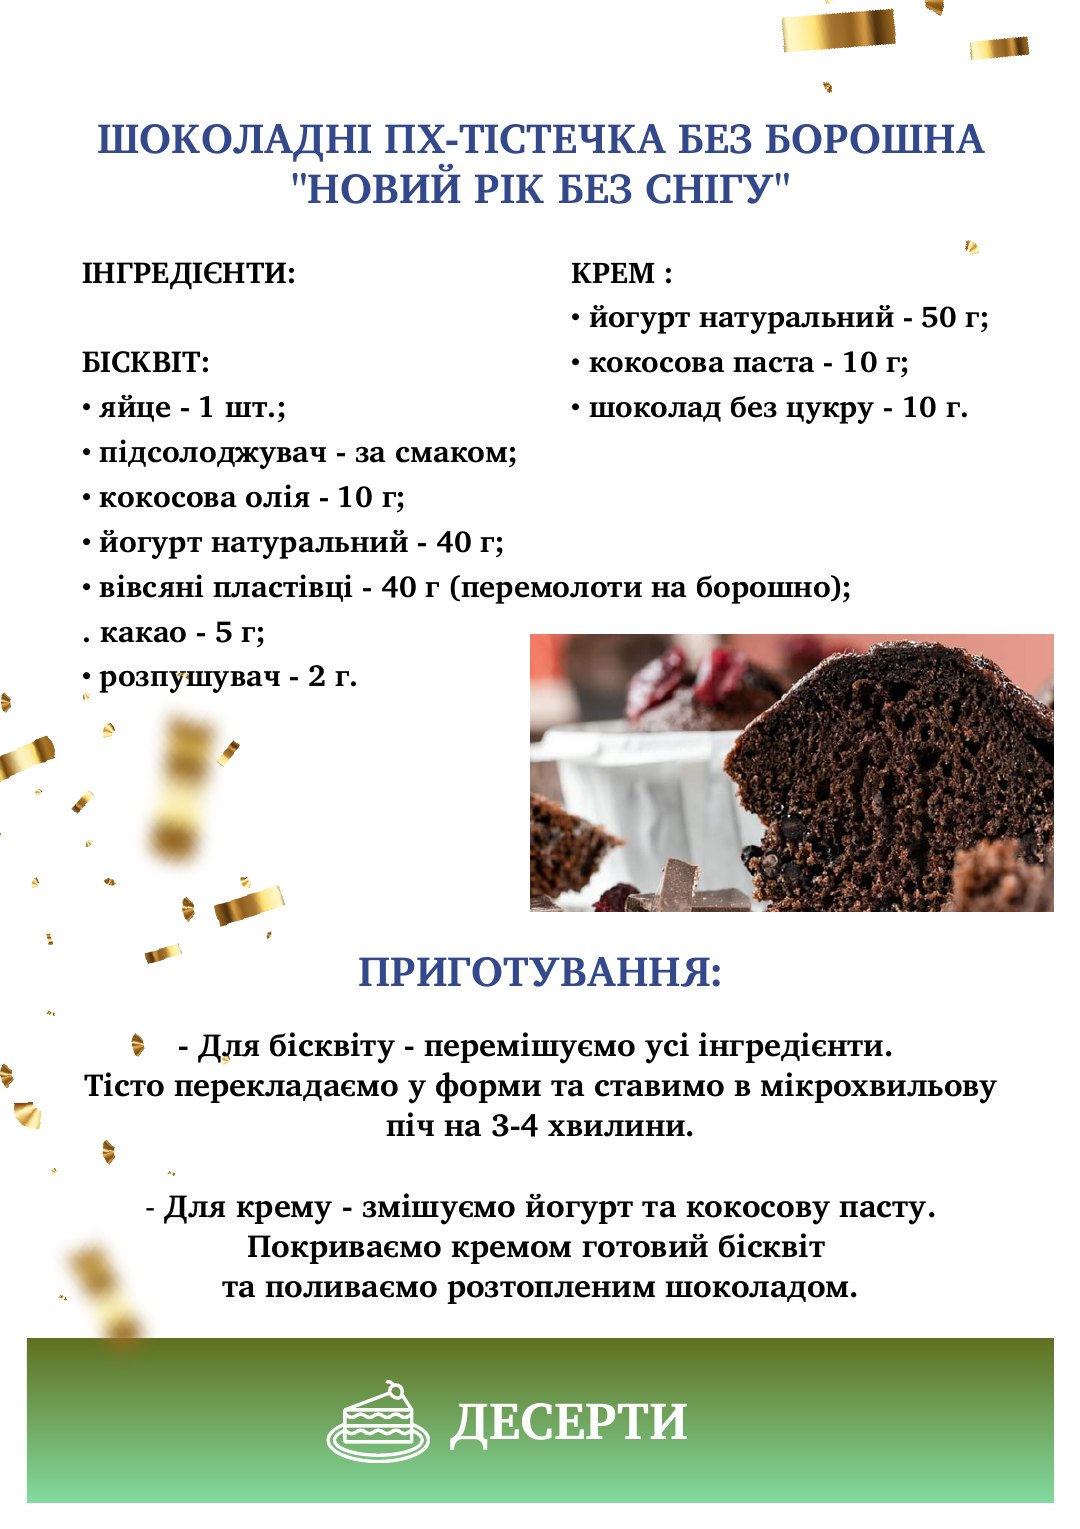 ШОКОЛАДНІ ПХ-ТІСТЕЧКА БЕЗ БОРОШНА
"НОВИЙ РІК БЕЗ СНІГУ"
ІНГРЕДІЄНТИ:
БІСКВІТ:
• яйце - 1 шт.;
• підсолоджувач - за смаком;
• кокосова олія - 10 г;
• йогурт натуральний - 40 г;
• вівсяні пластівці - 40 г (перемолоти на борошно);
. какао - 5 г;
• розпушувач - 2 г.
КРЕМ :
• йогурт натуральний - 50 г;
• кокосова паста - 10 г;
• шоколад без цукру - 10 г.
ПРИГОТУВАННЯ:
- Для бісквіту - перемішуємо усі інгредієнти.
Тісто перекладаємо у форми та ставимо в мікрохвильову
піч на 3-4 хвилини.
- Для крему - змішуємо йогурт та кокосову пасту.
Покриваємо кремом готовий бісквіт
та поливаємо розтопленим шоколадом.
ДЕСЕРТИ